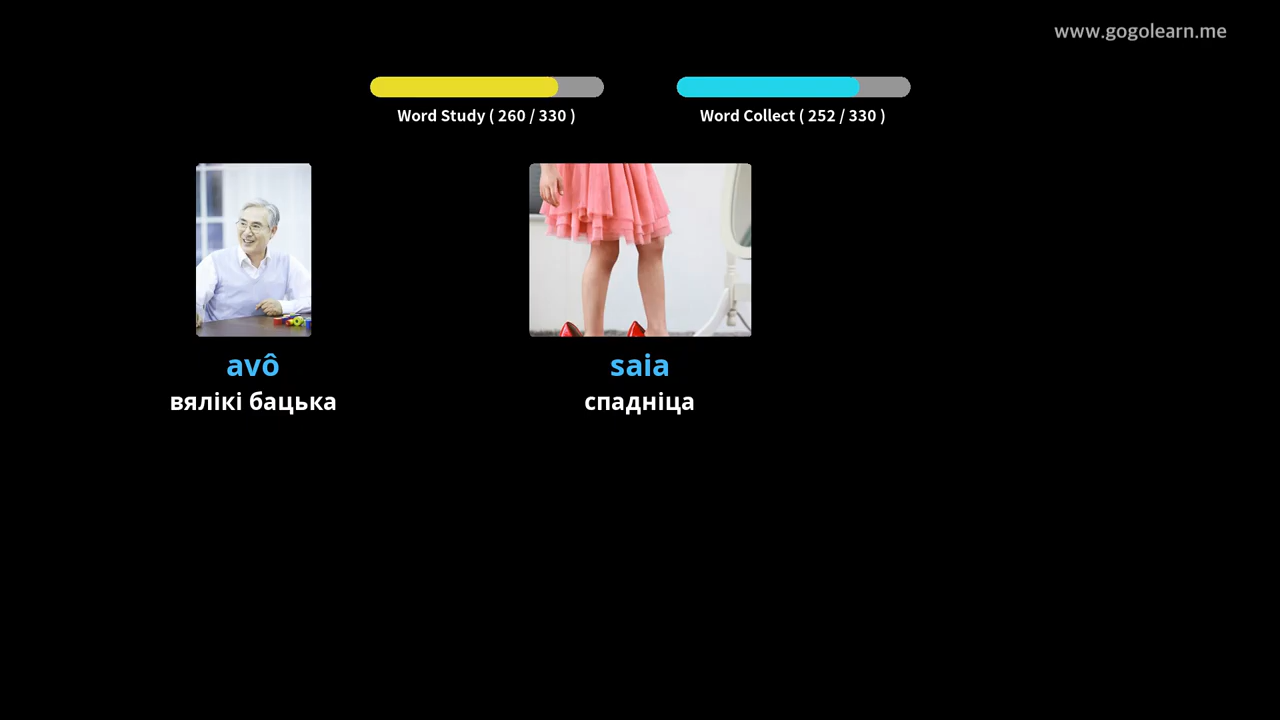 www.gogolearn.me
Word Study ( 260 / 330 )
Word Collect ( 252 / 330 )
avô
saia
вялікі бацька
спадніца